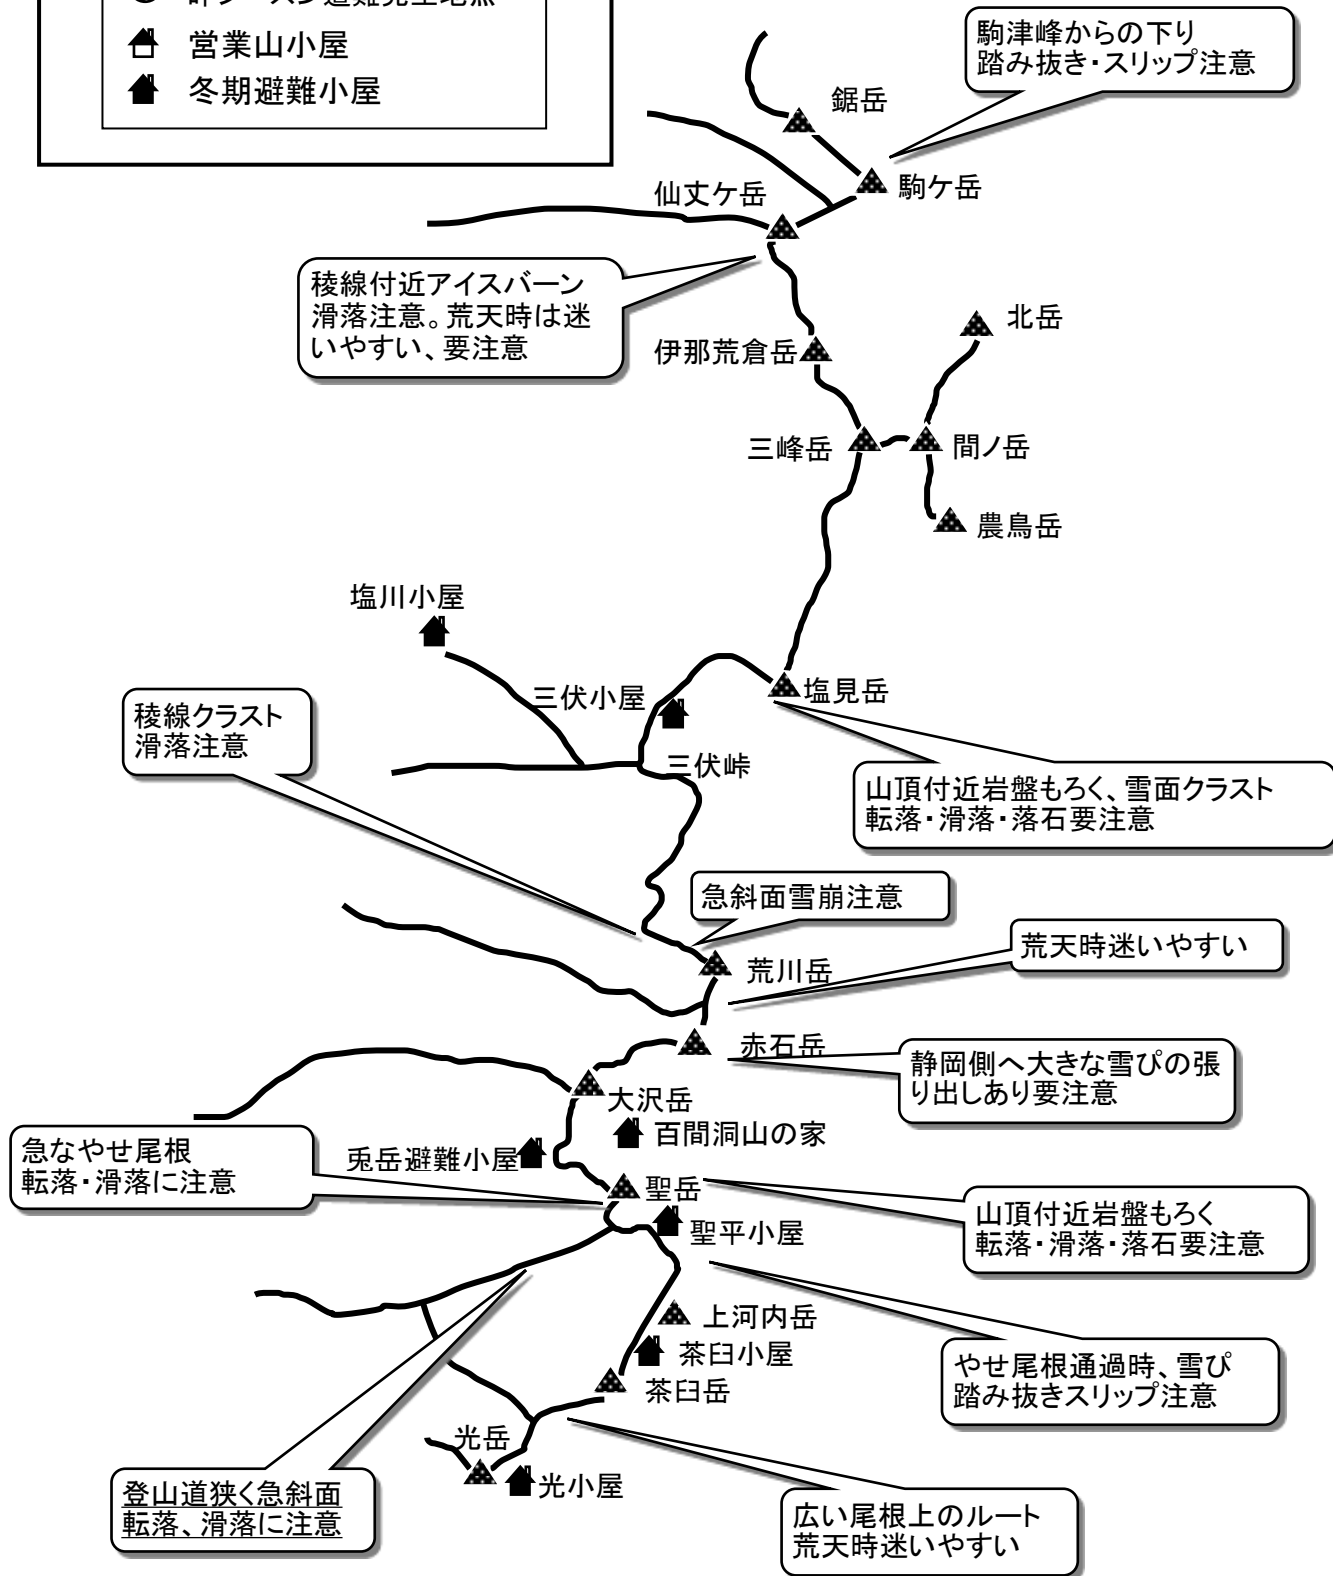 営業山小屋
冬期避難小屋
駒津峰からの下り
踏み抜き・スリップ注意
鋸岳
駒ケ岳
仙丈ケ岳
稜線付近アイスバーン
滑落注意。荒天時は迷
いやすい、要注意
北岳
伊那荒倉岳
三峰岳
間ノ岳
農鳥岳
塩川小屋
三伏小屋
塩見岳
稜線クラスト
滑落注意
三伏峠
山頂付近岩盤もろく、雪面クラスト
転落・滑落・落石要注意
急斜面雪崩注意
荒天時迷いやすい
荒川岳
赤石岳
静岡側へ大きな雪びの張
り出しあり要注意
大沢岳
百間洞山の家
急なやせ尾根
転落・滑落に注意
兎岳避難小屋
聖岳
聖平小屋
山頂付近岩盤もろく
転落・滑落・落石要注意
上河内岳
茶臼小屋
茶臼岳
やせ尾根通過時、雪び
踏み抜きスリップ注意
光岳
光小屋
登山道狭く急斜面
転落、滑落に注意
広い尾根上のルート
荒天時迷いやすい